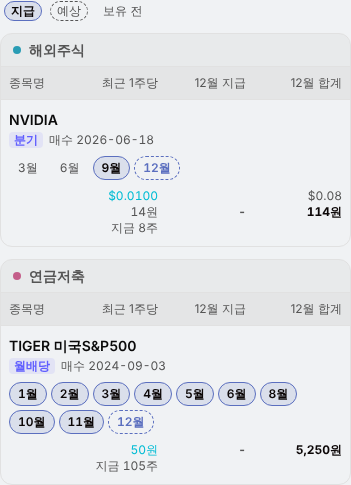 지급 예상 보유 전
해외주식
종목명 최근 1주당 12월 지급 12월 합계
NVIDIA
분기 매수 2026-06-18
3월 6월 9월 12월
$0.0100 $0.08
14원 - 114원
지금 8주
연금저축
종목명 최근 1주당 12월 지급 12월 합계
TIGER 미국S&P500
월배당 매수 2024-09-03
1월 2월 3월 4월 5월 6월 8월
10월 11월 12월
50원 - 5,250원
지금 105주